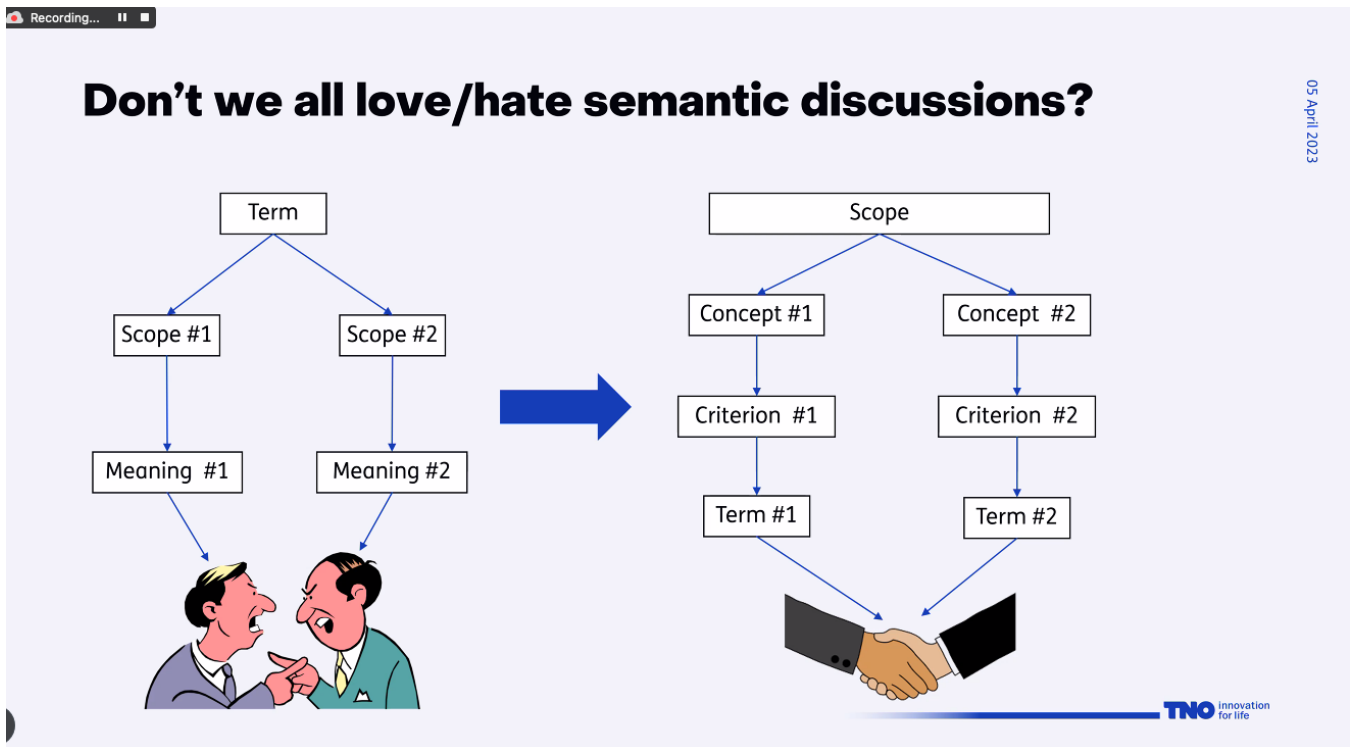 Recording...
Don't we all love/hate semantic discussions?
05 April 2023
Term
Scope #1
Scope #2
Meaning #1
Meaning #2
Scope
Concept #1
Concept #2
Criterion #1
Criterion #2
Term #1
Term #2
TNO innovation
for life